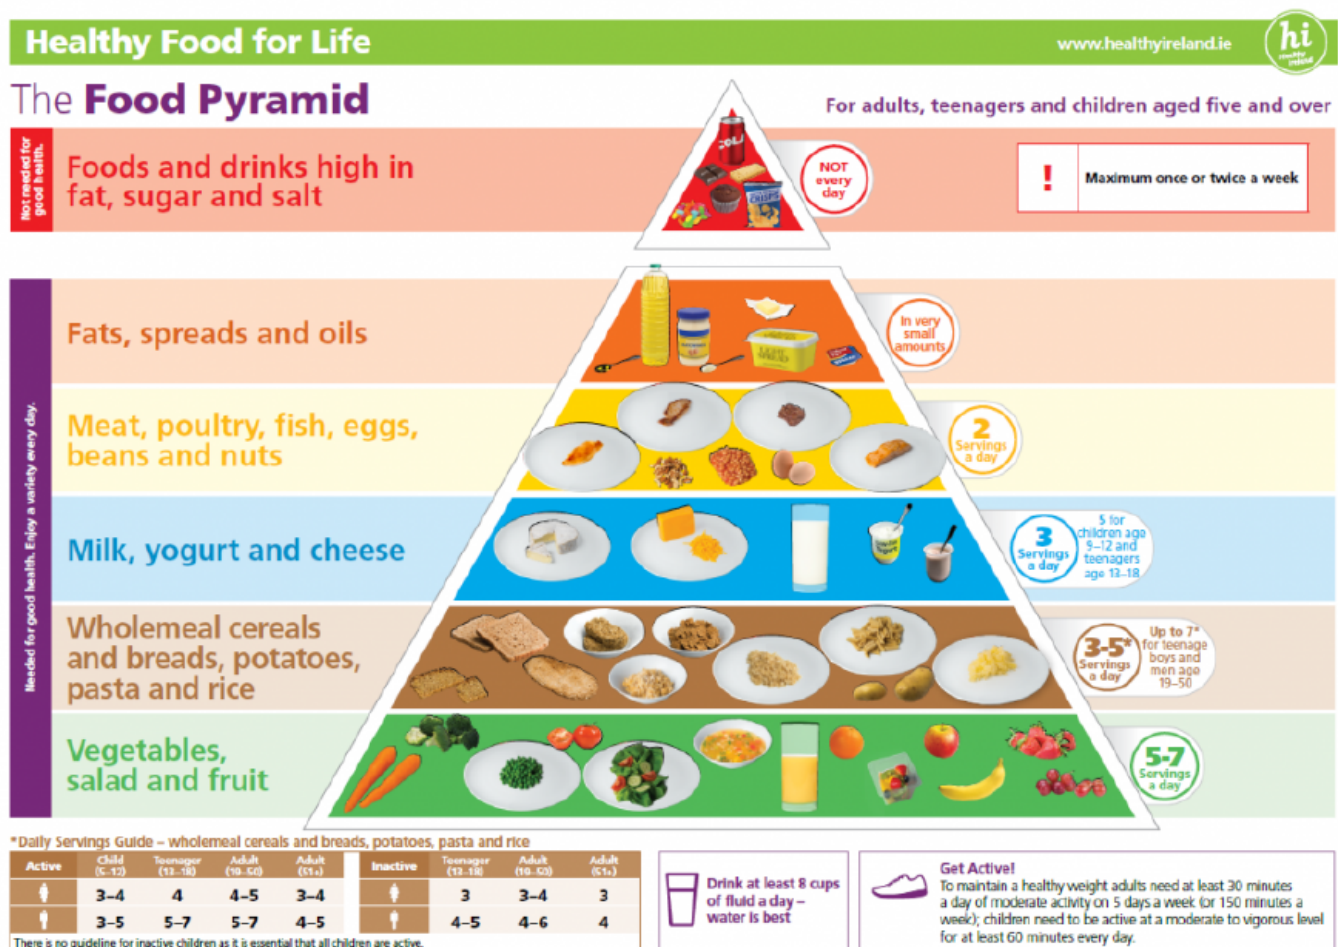 Healthy Food for Life
www.healthyireland.ie
hi
The Food Pyramid
For adults, teenagers and children aged five and over
Not needed for
good health.
Foods and drinks high in
fat, sugar and salt
CRISPS
NOT
every
day
!
Maximum once or twice a week
Needed for good health. Enjoy a variety every day.
Fats, spreads and oils
In very
small
amounts
Meat, poultry, fish, eggs,
beans and nuts
2
Servings
a day
Milk, yogurt and cheese
3
Servings
a day
5 for
children age
9–12 and
teenagers
age 13–18
Wholemeal cereals
and breads, potatoes,
pasta and rice
3-5*
Servings
a day
Up to 7*
for teenage
boys and
men age
19–50
Vegetables,
salad and fruit
5-7
Servings
a day
*Daily Servings Guide – wholemeal cereals and breads, potatoes, pasta and rice
Active Child (5–12) Teenager (13–18) Adult (19–50) Adult (51+)
3–4 4 4–5 3–4
3–5 5–7 5–7 4–5
Inactive Teenager (13–18) Adult (19–50) Adult (51+)
3 3–4 3
4–5 4–6 4
There is no guideline for inactive children as it is essential that all children are active.
Drink at least 8 cups
of fluid a day –
water is best
Get Active!
To maintain a healthy weight adults need at least 30 minutes
a day of moderate activity on 5 days a week (or 150 minutes a
week); children need to be active at a moderate to vigorous level
for at least 60 minutes every day.